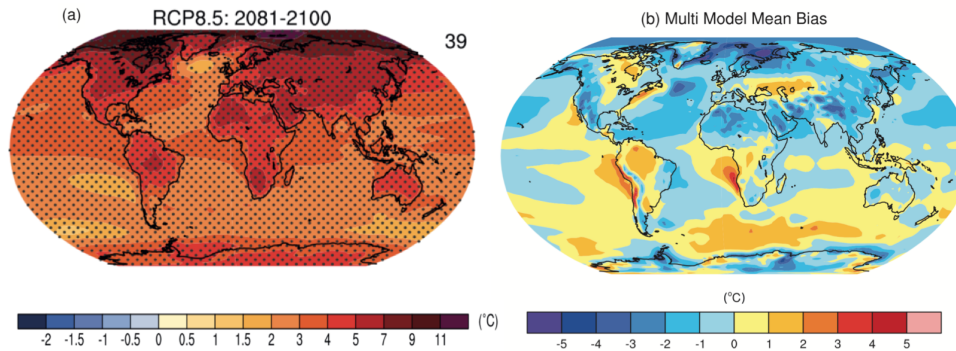 (a)
RCP8.5: 2081-2100
39
(°C)
-2 -1.5 -1 -0.5 0 0.5 1 1.5 2 3 4 5 7 9 11
(b) Multi Model Mean Bias
(°C)
-5 -4 -3 -2 -1 0 1 2 3 4 5